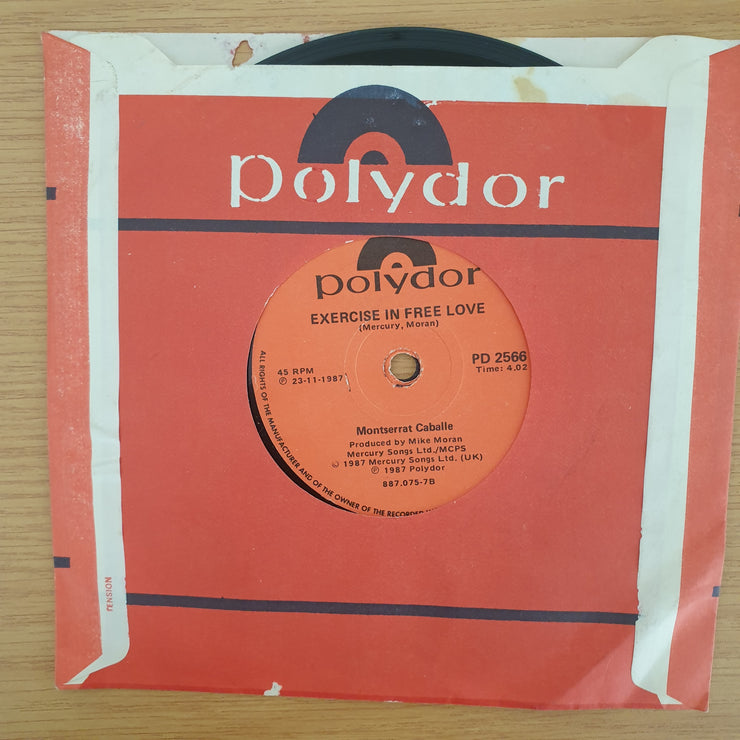 polydor
polydor
EXERCISE IN FREE LOVE
(Mercury, Moran)
45 RPM
℗ 23-11-1987
PD 2566
Time: 4.02
Montserrat Caballe
Produced by Mike Moran
Mercury Songs Ltd./MCPS
© 1987 Mercury Songs Ltd. (UK)
℗ 1987 Polydor
887.075-7B
ALL RIGHTS OF THE MANUFACTURER AND OF THE OWNER OF THE RECORDED
TENSION